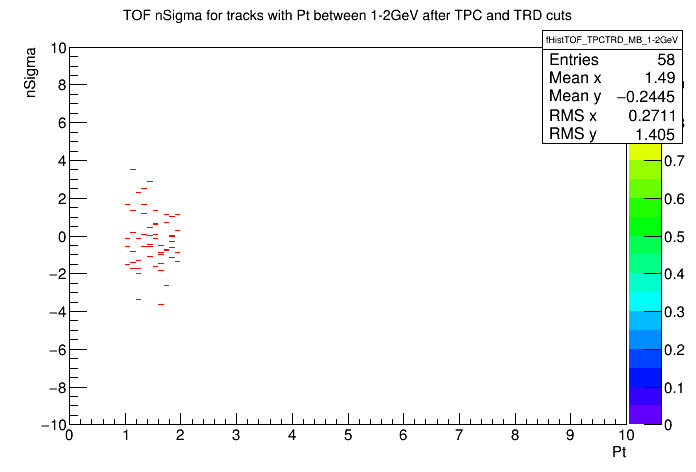 TOF nSigma for tracks with Pt between 1-2GeV after TPC and TRD cuts
fHistTOF_TPCTRD_MB_1-2GeV
Entries 58
Mean x 1.49
Mean y −0.2445
RMS x 0.2711
RMS y 1.405
nSigma
10
8
6
4
2
0
−2
−4
−6
−8
−10
0 1 2 3 4 5 6 7 8 9 10
Pt
0.7
0.6
0.5
0.4
0.3
0.2
0.1
0